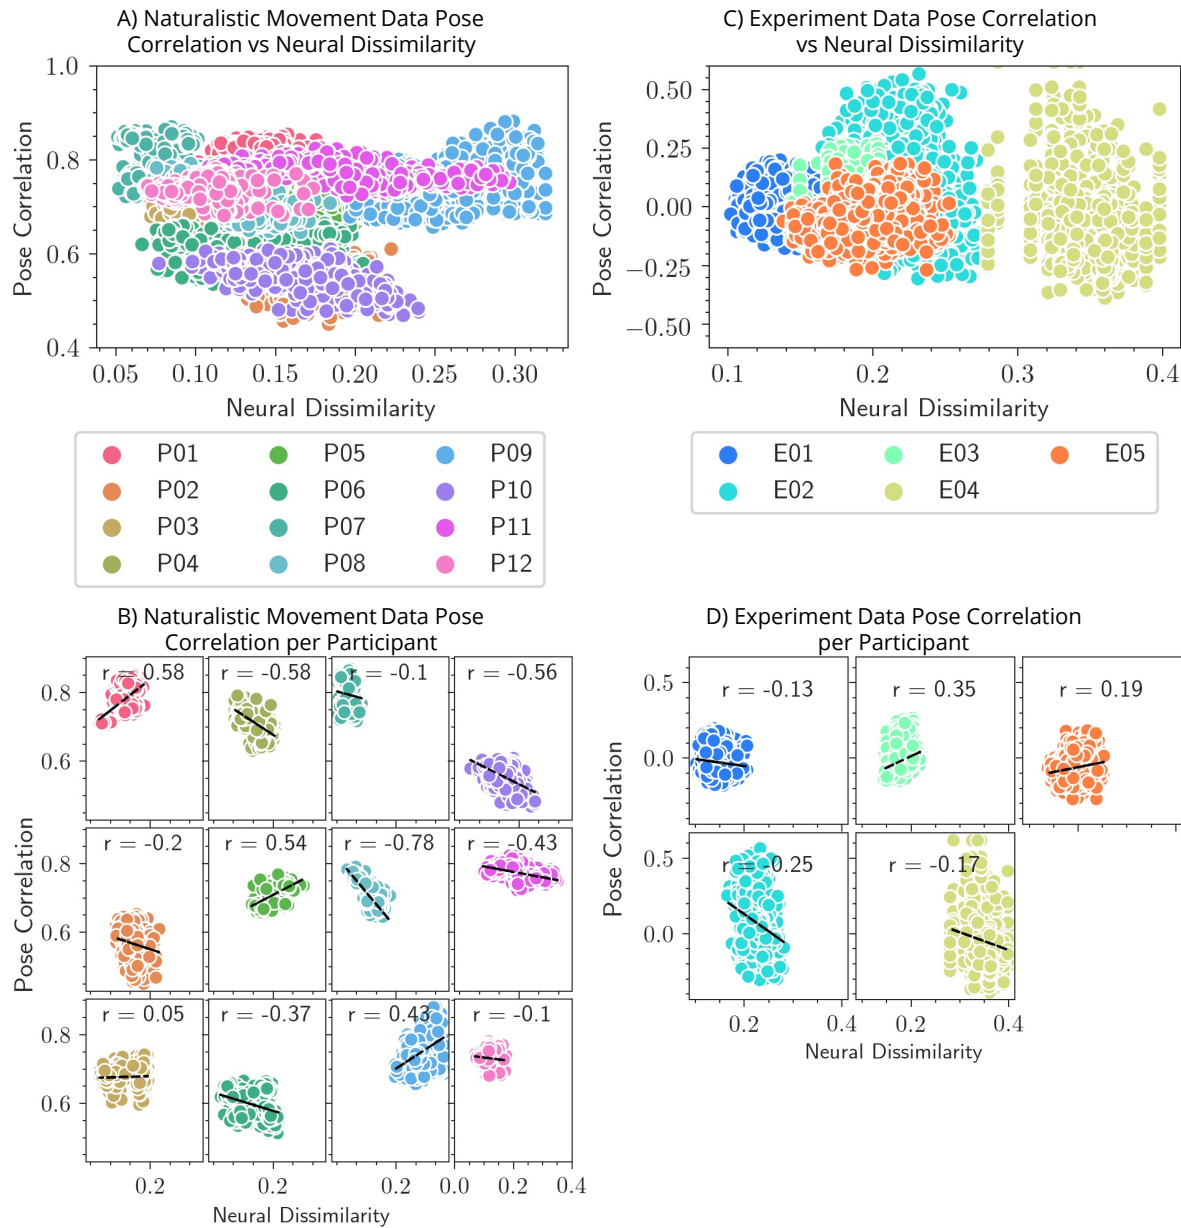 A) Naturalistic Movement Data Pose
Correlation vs Neural Dissimilarity
1.0
0.8
0.6
0.4
Pose Correlation
0.05 0.10 0.15 0.20 0.25 0.30
Neural Dissimilarity
P01 P05 P09
P02 P06 P10
P03 P07 P11
P04 P08 P12
C) Experiment Data Pose Correlation
vs Neural Dissimilarity
0.50
0.25
0.00
−0.25
−0.50
Pose Correlation
0.1 0.2 0.3 0.4
Neural Dissimilarity
E01 E03 E05
E02 E04
B) Naturalistic Movement Data Pose
Correlation per Participant
r = 0.58 r = -0.58 r = -0.1 r = -0.56
0.8
0.6
r = -0.2 r = 0.54 r = -0.78 r = -0.43
0.8
0.6
Pose Correlation
r = 0.05 r = -0.37 r = 0.43 r = -0.1
0.8
0.6
0.2 0.2 0.2 0.0 0.2 0.4
Neural Dissimilarity
D) Experiment Data Pose Correlation
per Participant
r = -0.13 r = 0.35 r = 0.19
0.5
0.0
r = -0.25 r = -0.17
0.5
0.0
Pose Correlation
0.2 0.2 0.4
Neural Dissimilarity